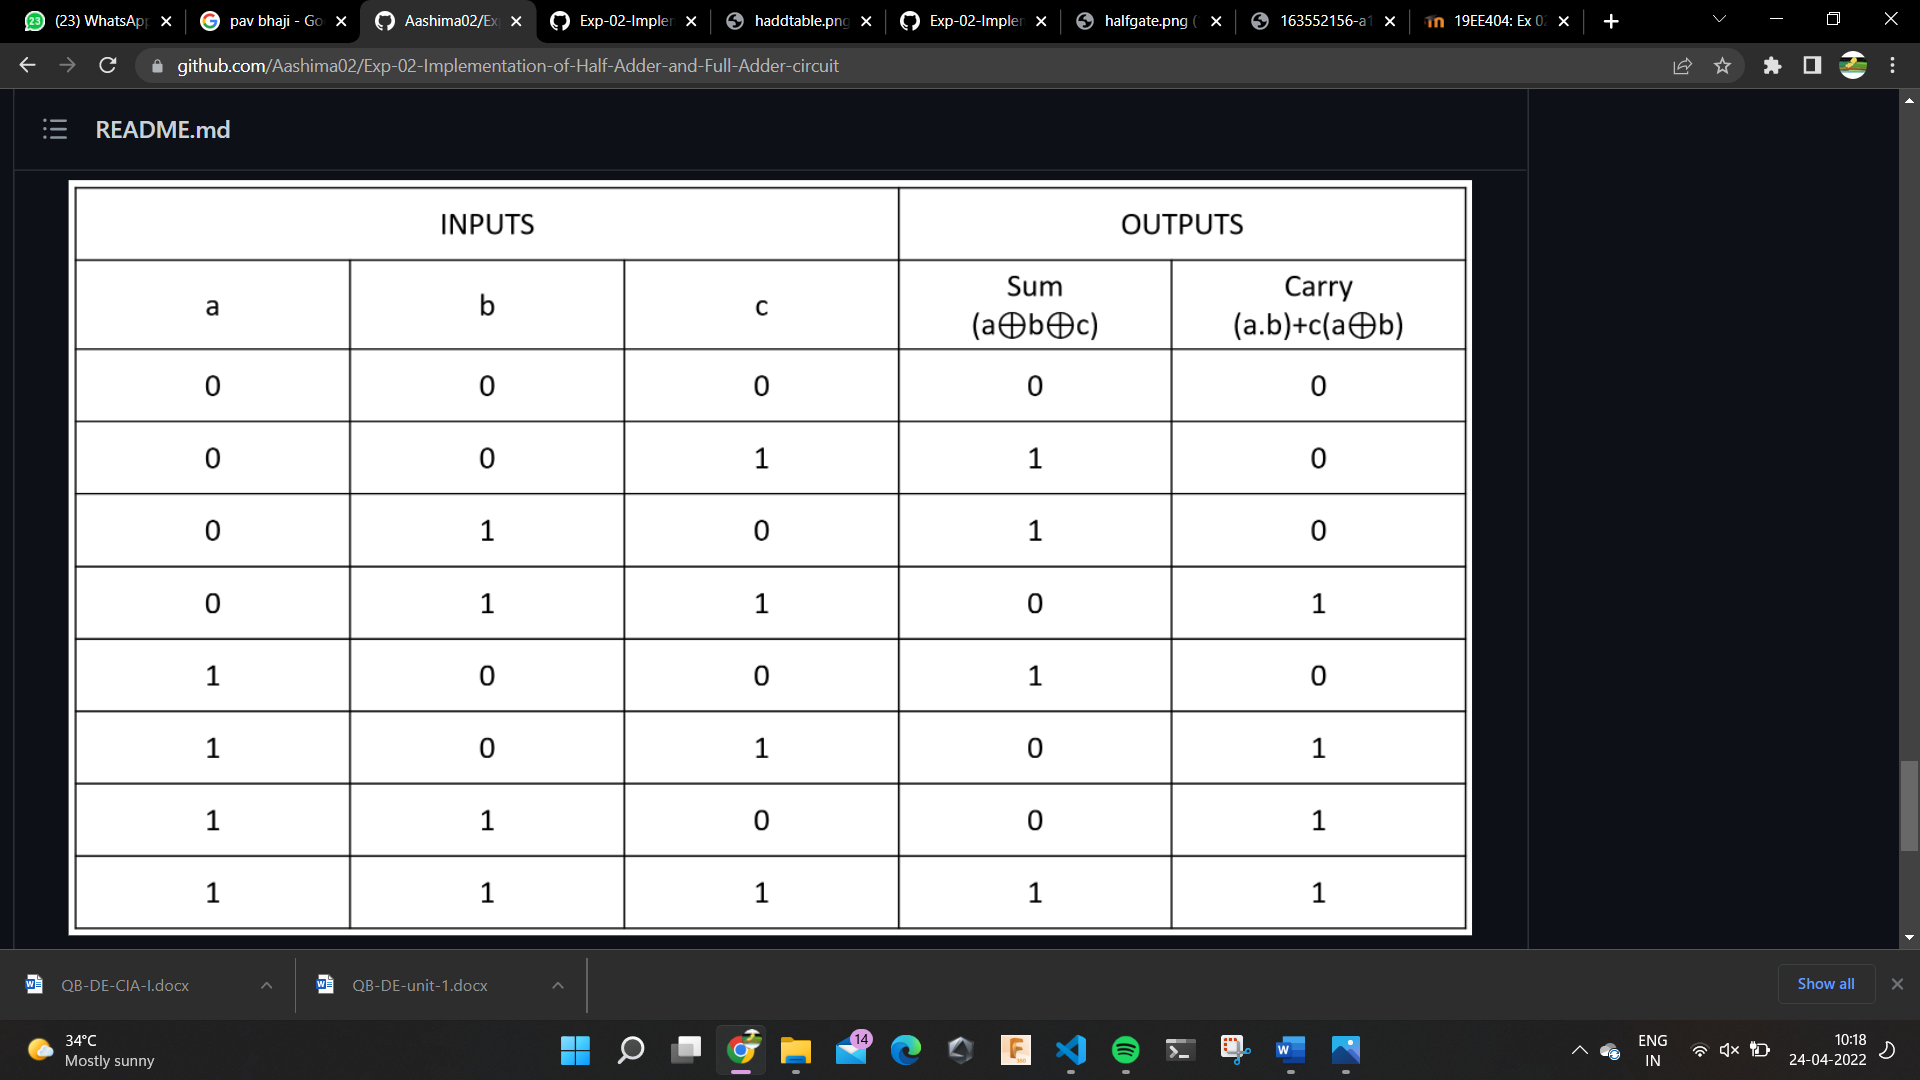 (23) WhatsApp
pav bhaji - Go
Aashima02/Ex
Exp-02-Implem
haddtable.png
Exp-02-Implem
halfgate.png (
163552156-a1
19EE404: Ex 02
github.com/Aashima02/Exp-02-Implementation-of-Half-Adder-and-Full-Adder-circuit
README.md
INPUTS OUTPUTS
a b c Sum (a⊕b⊕c) Carry (a.b)+c(a⊕b)
0 0 0 0 0
0 0 1 1 0
0 1 0 1 0
0 1 1 0 1
1 0 0 1 0
1 0 1 0 1
1 1 0 0 1
1 1 1 1 1
QB-DE-CIA-I.docx
QB-DE-unit-1.docx
Show all
34°C
Mostly sunny
14
ENG
IN
10:18
24-04-2022